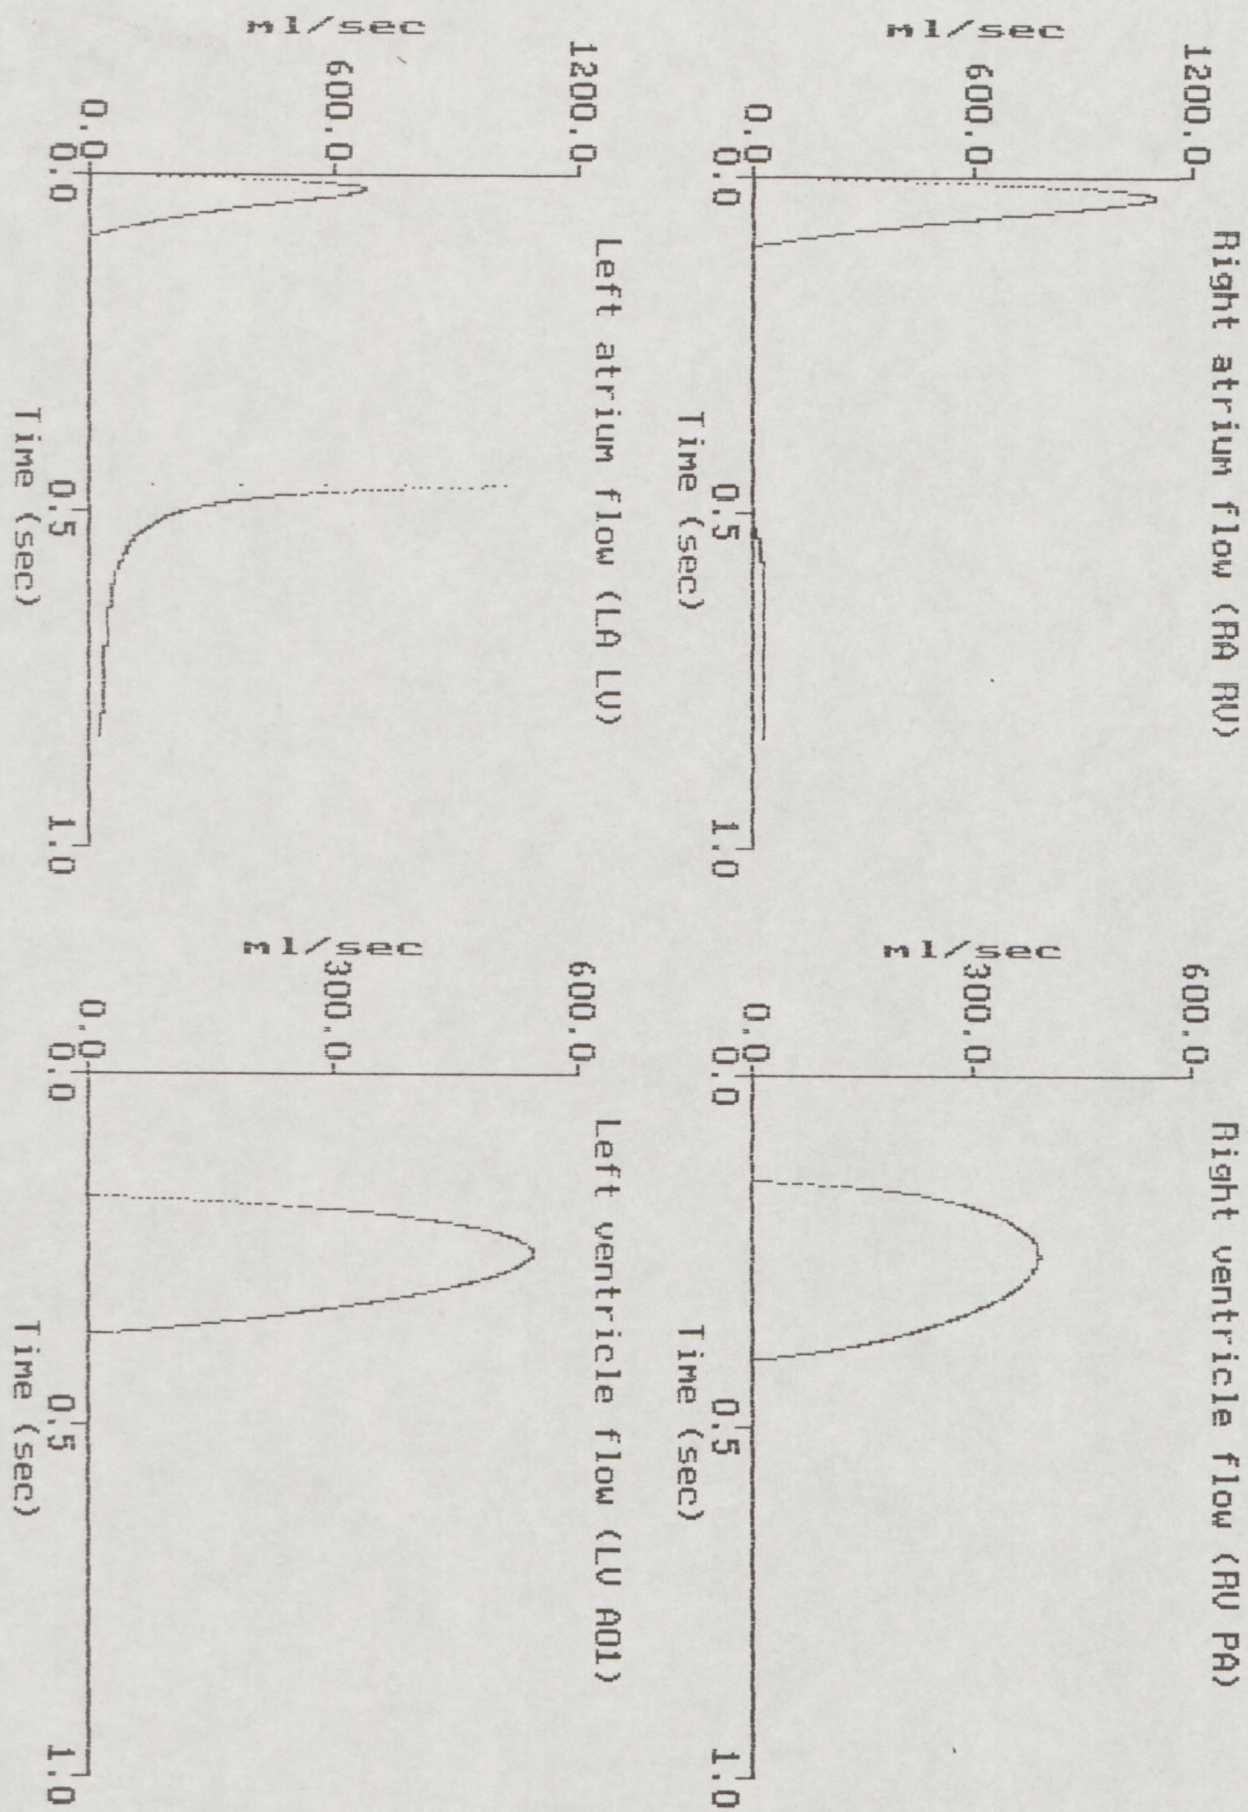 Right atrium flow (RA RV)
1200.0
600.0
0.0
ml/sec
0.0
0.5
1.0
Time (sec)
Right ventricle flow (RV PA)
600.0
300.0
0.0
ml/sec
0.0
0.5
1.0
Time (sec)
Left atrium flow (LA LV)
1200.0
600.0
0.0
ml/sec
0.0
0.5
1.0
Time (sec)
Left ventricle flow (LV AO1)
600.0
300.0
0.0
ml/sec
0.0
0.5
1.0
Time (sec)